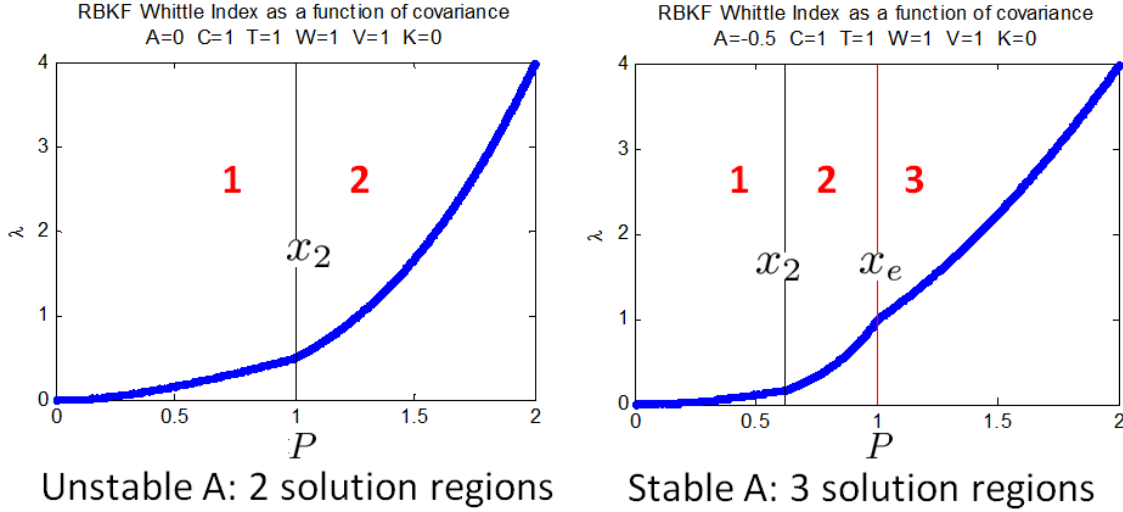 RBKF Whittle Index as a function of covariance
A=0 C=1 T=1 W=1 V=1 K=0
4
3
2
1
0
λ
1
2
x2
0
0.5
1
1.5
2
P
Unstable A: 2 solution regions
RBKF Whittle Index as a function of covariance
A=-0.5 C=1 T=1 W=1 V=1 K=0
4
3
2
1
0
λ
1
2
3
x2
xe
0
0.5
1
1.5
2
P
Stable A: 3 solution regions